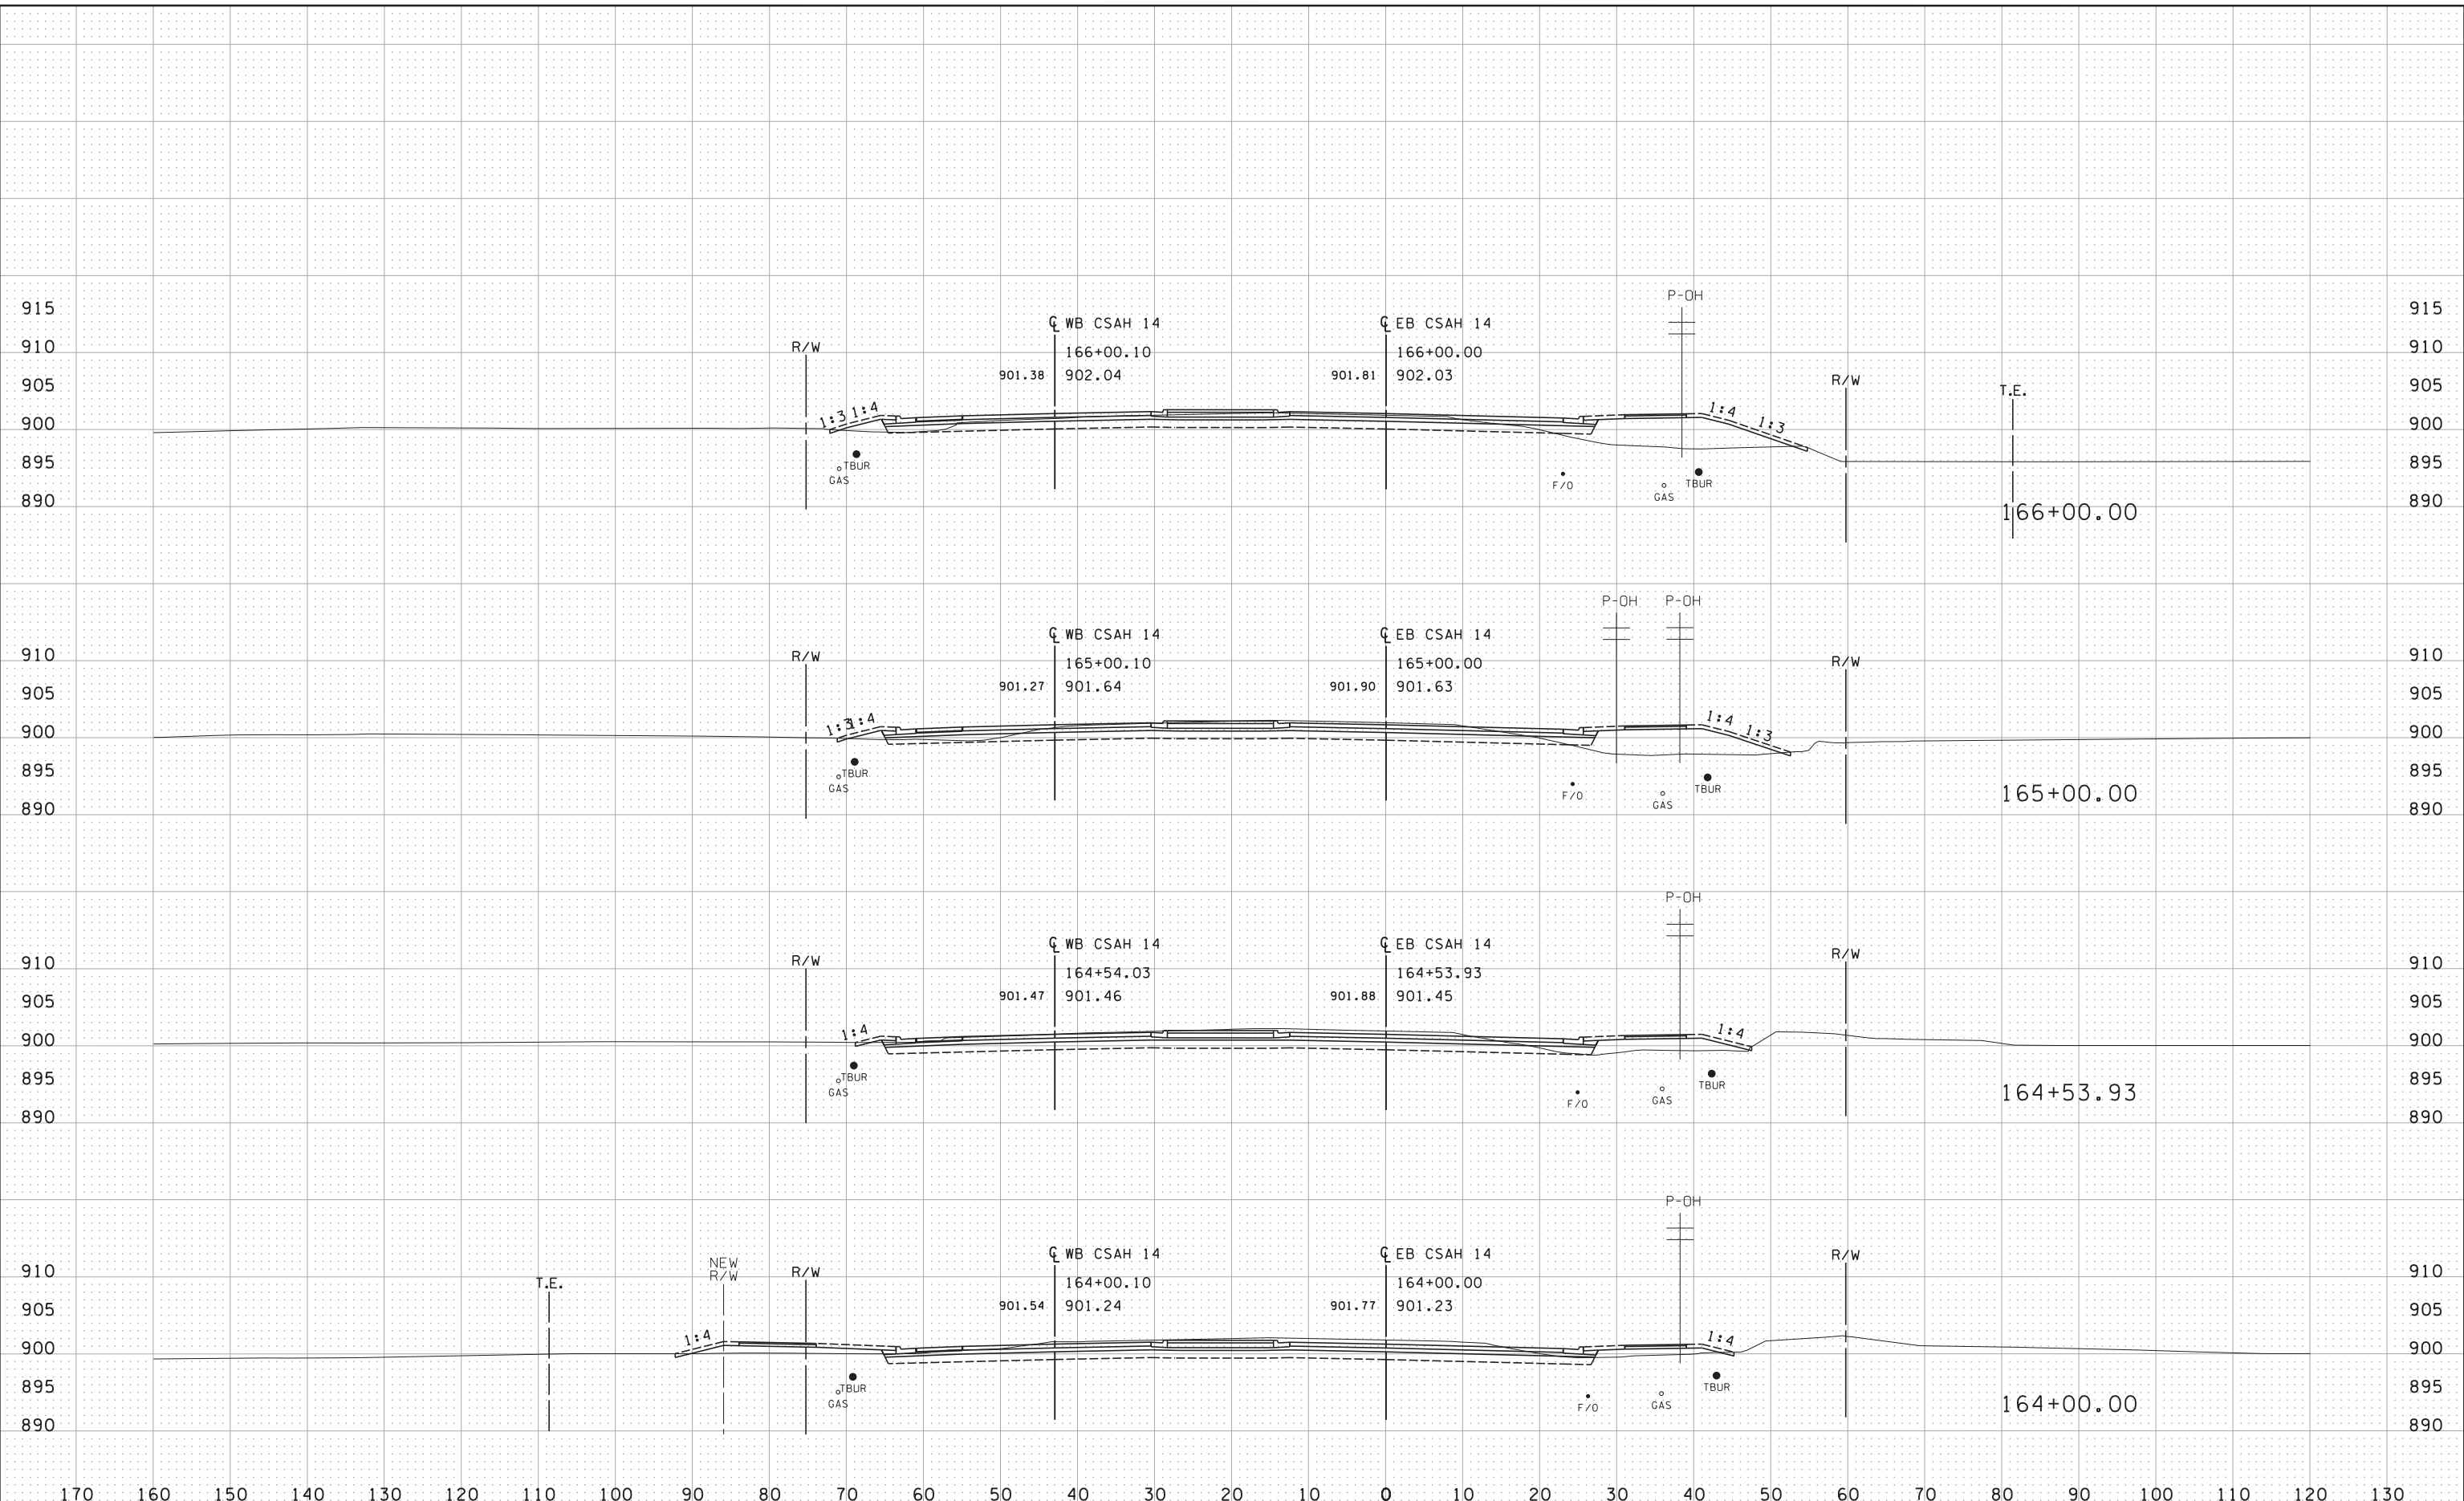 P-OH
915 915
℄ WB CSAH 14 ℄ EB CSAH 14
910 R/W 166+00.10 166+00.00 910
901.38 902.04 901.81 902.03
905 R/W T.E. 905
1:3 1:4 1:4 1:3
900 900
895 TBUR 895
GAS F/O GAS TBUR
890 890
166+00.00
P-OH P-OH
℄ WB CSAH 14 ℄ EB CSAH 14
910 R/W 165+00.10 165+00.00 R/W 910
901.27 901.64 901.90 901.63
905 905
1:3 1:4 1:4 1:3
900 900
895 TBUR 895
GAS F/O GAS TBUR
165+00.00
890 890
P-OH
℄ WB CSAH 14 ℄ EB CSAH 14
910 R/W 164+54.03 164+53.93 R/W 910
901.47 901.46 901.88 901.45
905 905
1:4 1:4
900 900
895 TBUR 895
GAS F/O GAS TBUR
164+53.93
890 890
P-OH
℄ WB CSAH 14 ℄ EB CSAH 14
NEW
R/W
910 T.E. R/W 164+00.10 164+00.00 R/W 910
901.54 901.24 901.77 901.23
905 905
1:4 1:4
900 900
895 TBUR 895
GAS F/O GAS TBUR
164+00.00
890 890
170 160 150 140 130 120 110 100 90 80 70 60 50 40 30 20 10 0 10 20 30 40 50 60 70 80 90 100 110 120 130